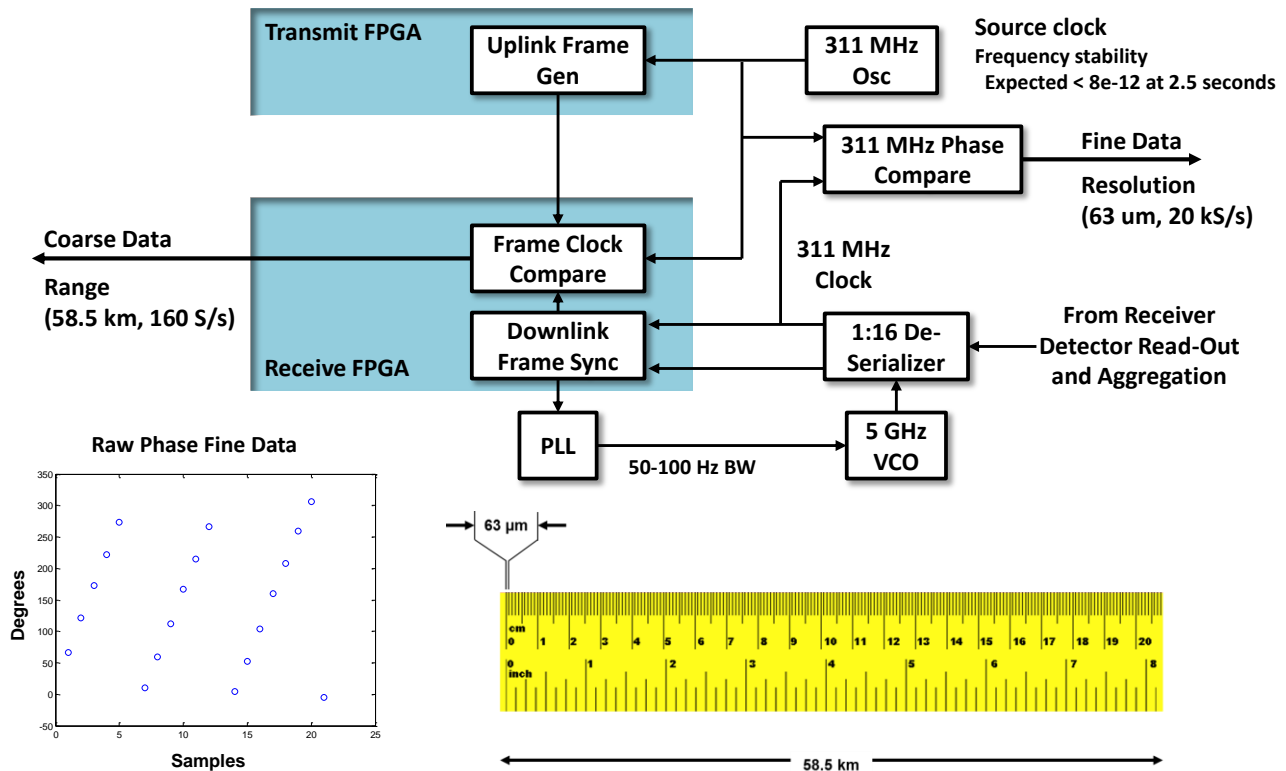 Transmit FPGA
Uplink Frame
Gen
311 MHz
Osc
Source clock
Frequency stability
Expected < 8e-12 at 2.5 seconds
311 MHz Phase
Compare
Fine Data
Resolution
(63 um, 20 kS/s)
Coarse Data
Range
(58.5 km, 160 S/s)
Frame Clock
Compare
311 MHz
Clock
Downlink
Frame Sync
Receive FPGA
1:16 De-
Serializer
From Receiver
Detector Read-Out
and Aggregation
PLL
50-100 Hz BW
5 GHz
VCO
Raw Phase Fine Data
350
300
250
200
150
100
50
0
-50
0 5 10 15 20 25
Degrees
Samples
63 µm
cm
0 1 2 3 4 5 6 7 8 9 10 11 12 13 14 15 16 17 18 19 20
0 1 2 3 4 5 6 7 8
inch
58.5 km